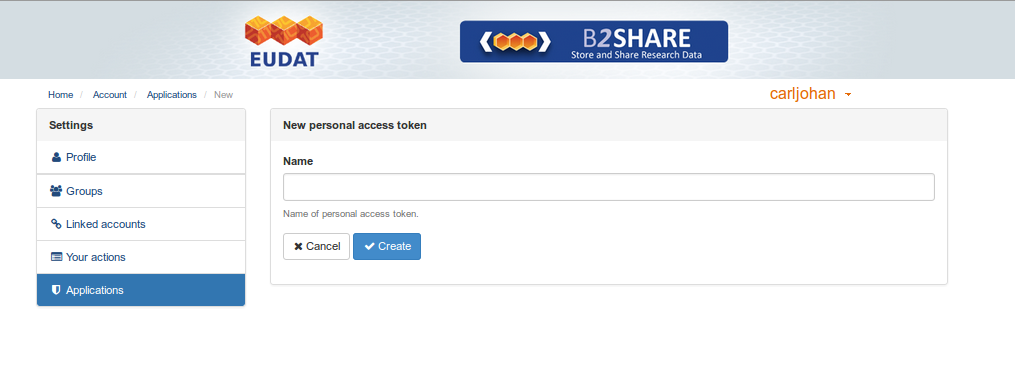 EUDAT
B2SHARE
Store and Share Research Data
Home / Account / Applications / New
carljohan
Settings
Profile
Groups
Linked accounts
Your actions
Applications
New personal access token
Name
Name of personal access token.
Cancel Create